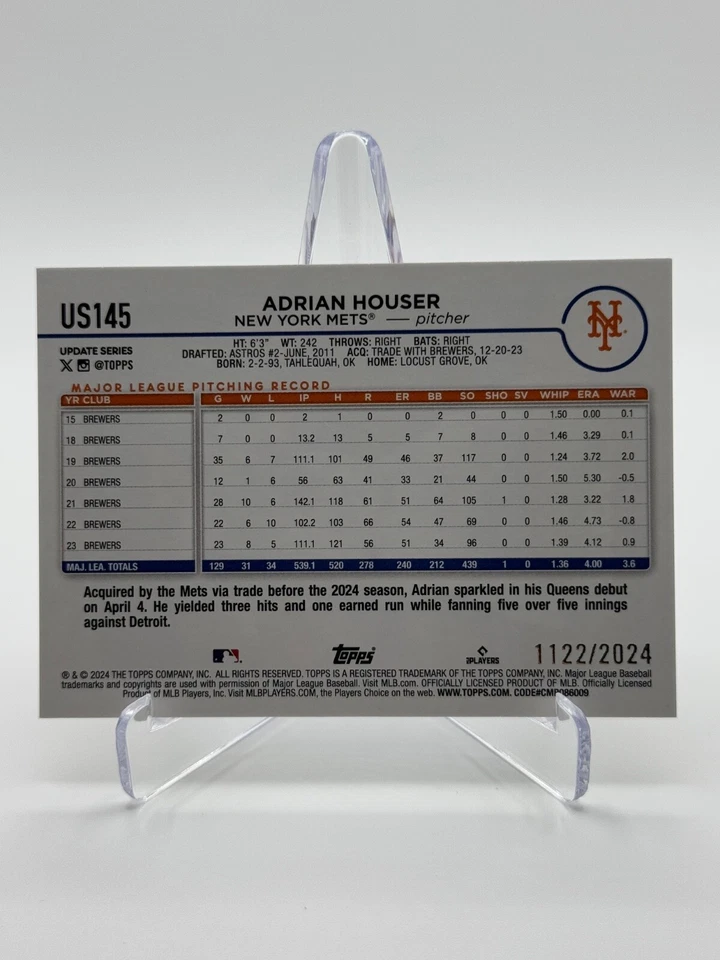 US145
ADRIAN HOUSER
NEW YORK METS® — pitcher
NY
UPDATE SERIES
@TOPPS
HT: 6'3" WT: 242 THROWS: RIGHT BATS: RIGHT
DRAFTED: ASTROS #2-JUNE, 2011 ACQ: TRADE WITH BREWERS, 12-20-23
BORN: 2-2-93, TAHLEQUAH, OK HOME: LOCUST GROVE, OK
MAJOR LEAGUE PITCHING RECORD
YR CLUB G W L IP H R ER BB SO SHO SV WHIP ERA WAR
15 BREWERS 2 0 0 2 1 0 0 2 0 0 0 1.50 0.00 0.1
18 BREWERS 7 0 0 13.2 13 5 5 7 8 0 0 1.46 3.29 0.1
19 BREWERS 35 6 7 111.1 101 49 46 37 117 0 0 1.24 3.72 2.0
20 BREWERS 12 1 6 56 63 41 33 21 44 0 0 1.50 5.30 -0.5
21 BREWERS 28 10 6 142.1 118 61 51 64 105 1 0 1.28 3.22 1.8
22 BREWERS 22 6 10 102.2 103 66 54 47 69 0 0 1.46 4.73 -0.8
23 BREWERS 23 8 5 111.1 121 56 51 34 96 0 0 1.39 4.12 0.9
MAJ. LEA. TOTALS 129 31 34 539.1 520 278 240 212 439 1 0 1.36 4.00 3.6
Acquired by the Mets via trade before the 2024 season, Adrian sparkled in his Queens debut
on April 4. He yielded three hits and one earned run while fanning five over five innings
against Detroit.
Topps PLAYERS 1122/2024
® & © 2024 THE TOPPS COMPANY, INC. ALL RIGHTS RESERVED. TOPPS IS A REGISTERED TRADEMARK OF THE TOPPS COMPANY, INC. Major League Baseball
trademarks and copyrights are used with permission of Major League Baseball. Visit MLB.com. OFFICIALLY LICENSED PRODUCT OF MLB. Officially Licensed
Product of MLB Players, Inc. Visit MLBPLAYERS.COM, the Players Choice on the web. WWW.TOPPS.COM. CODE#CMP086009